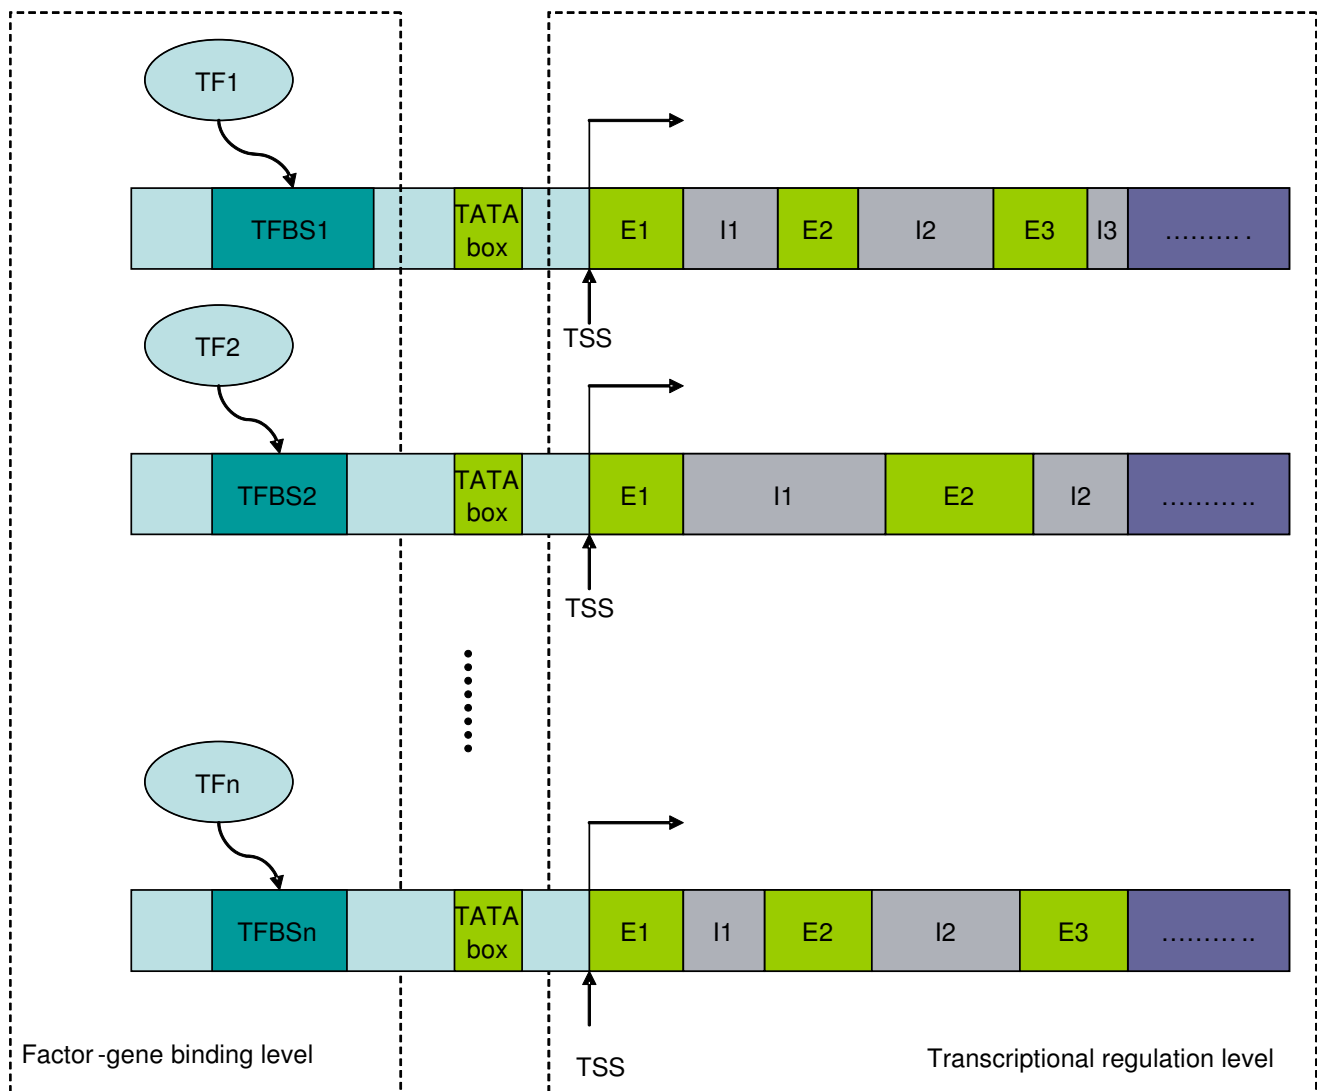 TF1
TFBS1
TATA
box
E1
I1
E2
I2
E3
I3
……… .
TSS
TF2
TFBS2
TATA
box
E1
I1
E2
I2
……… ..
TSS
TFn
TFBSn
TATA
box
E1
I1
E2
I2
E3
……… ..
TSS
Factor -gene binding level
Transcriptional regulation level